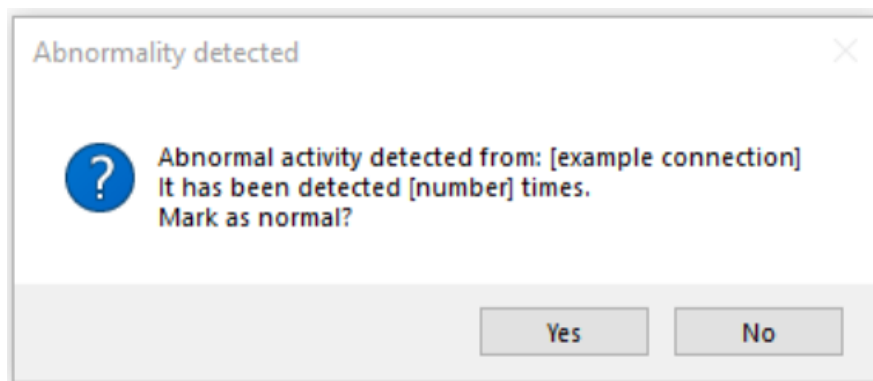 Abnormality detected
?
Abnormal activity detected from: [example connection]
It has been detected [number] times.
Mark as normal?
Yes
No